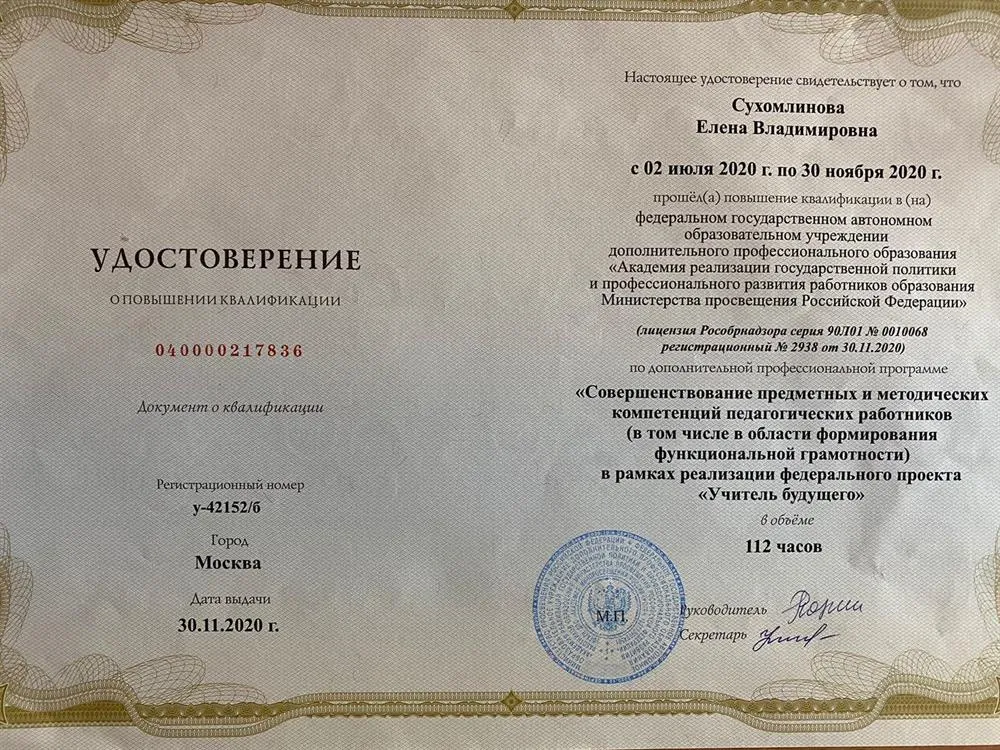 УДОСТОВЕРЕНИЕ
О ПОВЫШЕНИИ КВАЛИФИКАЦИИ
040000217836
Документ о квалификации
Регистрационный номер
у-42152/б
Город
Москва
Дата выдачи
30.11.2020 г.
Настоящее удостоверение свидетельствует о том, что
Сухомлинова
Елена Владимировна
с 02 июля 2020 г. по 30 ноября 2020 г.
прошёл(а) повышение квалификации в (на)
федеральном государственном автономном
образовательном учреждении
дополнительного профессионального образования
«Академия реализации государственной политики
и профессионального развития работников образования
Министерства просвещения Российской Федерации»
(лицензия Рособрнадзора серия 90Л01 № 0010068
регистрационный № 2938 от 30.11.2020)
по дополнительной профессиональной программе
«Совершенствование предметных и методических
компетенций педагогических работников
(в том числе в области формирования
функциональной грамотности)
в рамках реализации федерального проекта
«Учитель будущего»
в объёме
112 часов
М.П.
Руководитель
Секретарь